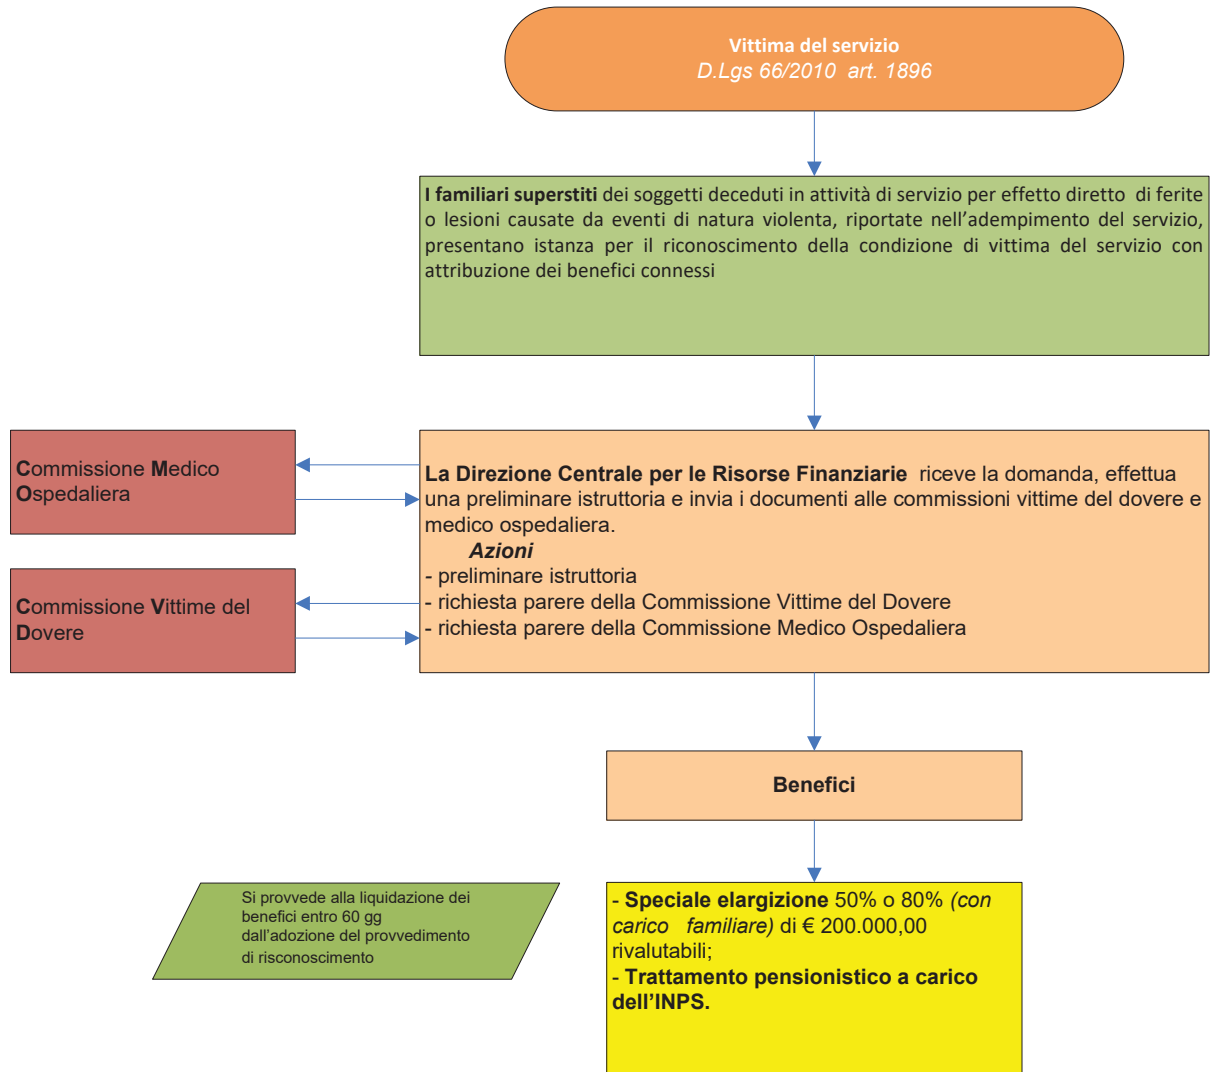 Vittima del servizio
D.Lgs 66/2010 art. 1896
I familiari superstiti dei soggetti deceduti in attività di servizio per effetto diretto di ferite
o lesioni causate da eventi di natura violenta, riportate nell’adempimento del servizio,
presentano istanza per il riconoscimento della condizione di vittima del servizio con
attribuzione dei benefici connessi
Commissione Medico
Ospedaliera
La Direzione Centrale per le Risorse Finanziarie riceve la domanda, effettua
una preliminare istruttoria e invia i documenti alle commissioni vittime del dovere e
medico ospedaliera.
Azioni
- preliminare istruttoria
- richiesta parere della Commissione Vittime del Dovere
- richiesta parere della Commissione Medico Ospedaliera
Commissione Vittime del
Dovere
Benefici
Si provvede alla liquidazione dei
benefici entro 60 gg
dall’adozione del provvedimento
di risconoscimento
- Speciale elargizione 50% o 80% (con
carico familiare) di € 200.000,00
rivalutabili;
- Trattamento pensionistico a carico
dell’INPS.